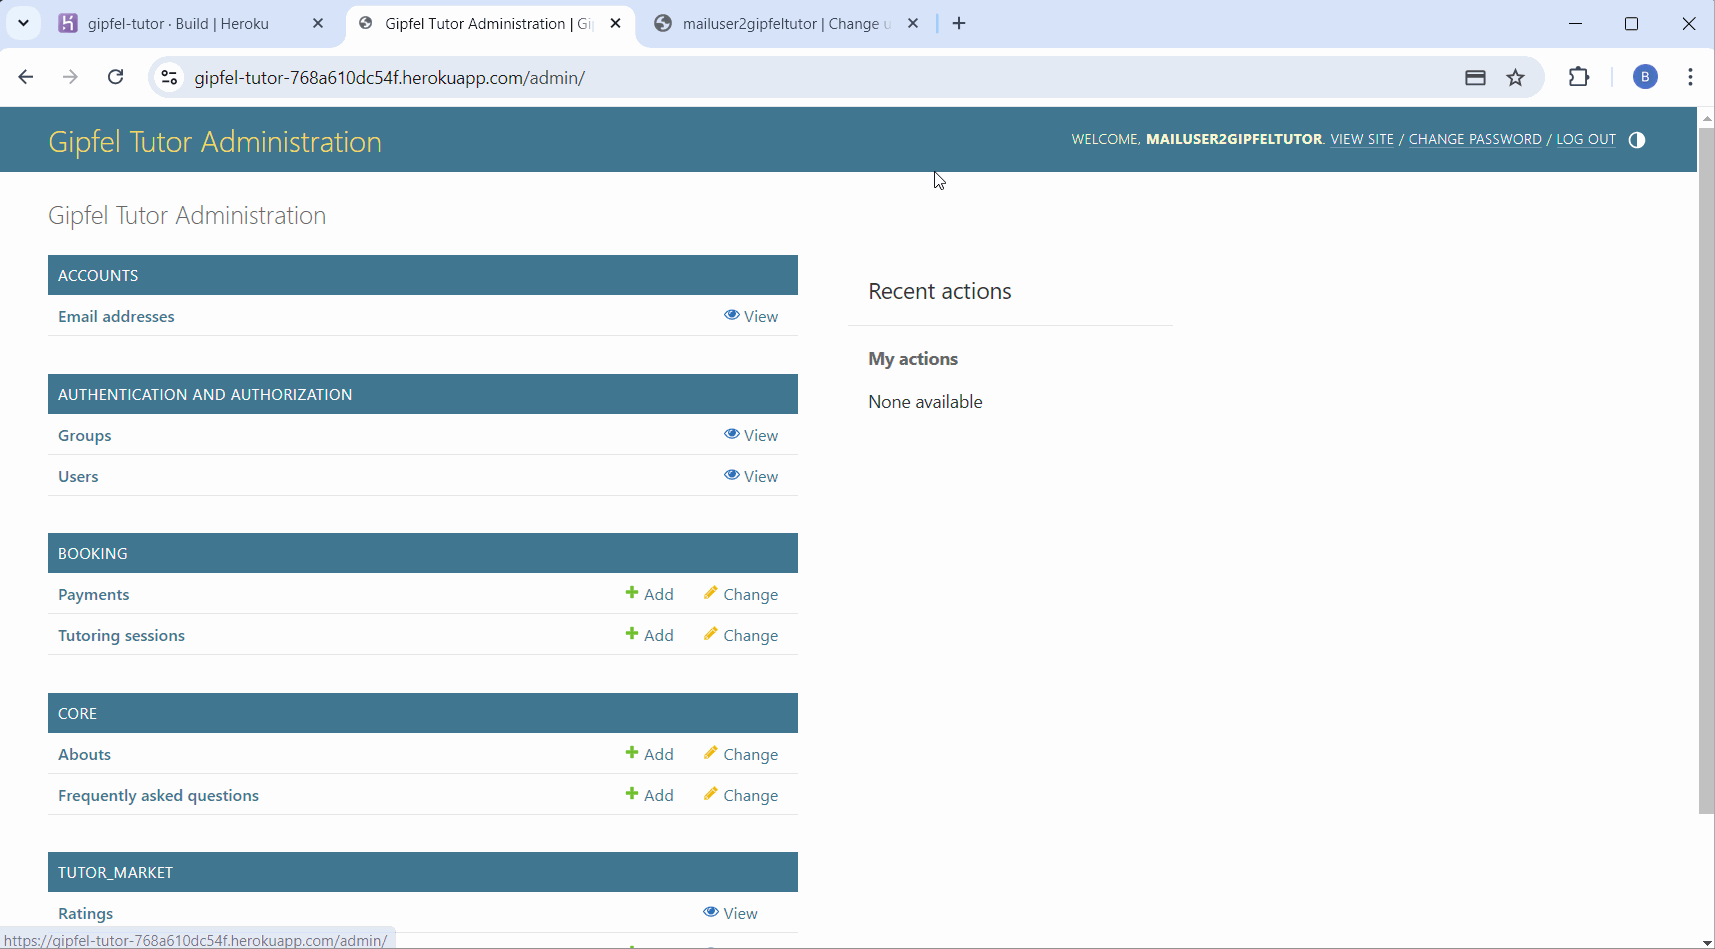 gipfel-tutor · Build | Heroku
Gipfel Tutor Administration | Gi
mailuser2gipfeltutor | Change u
gipfel-tutor-768a610dc54f.herokuapp.com/admin/
B
Gipfel Tutor Administration
WELCOME, MAILUSER2GIPFELTUTOR. VIEW SITE / CHANGE PASSWORD / LOG OUT
Gipfel Tutor Administration
ACCOUNTS
Email addresses View
AUTHENTICATION AND AUTHORIZATION
Groups View
Users View
BOOKING
Payments Add Change
Tutoring sessions Add Change
CORE
Abouts Add Change
Frequently asked questions Add Change
TUTOR_MARKET
Ratings View
Recent actions
My actions
None available
https://gipfel-tutor-768a610dc54f.herokuapp.com/admin/